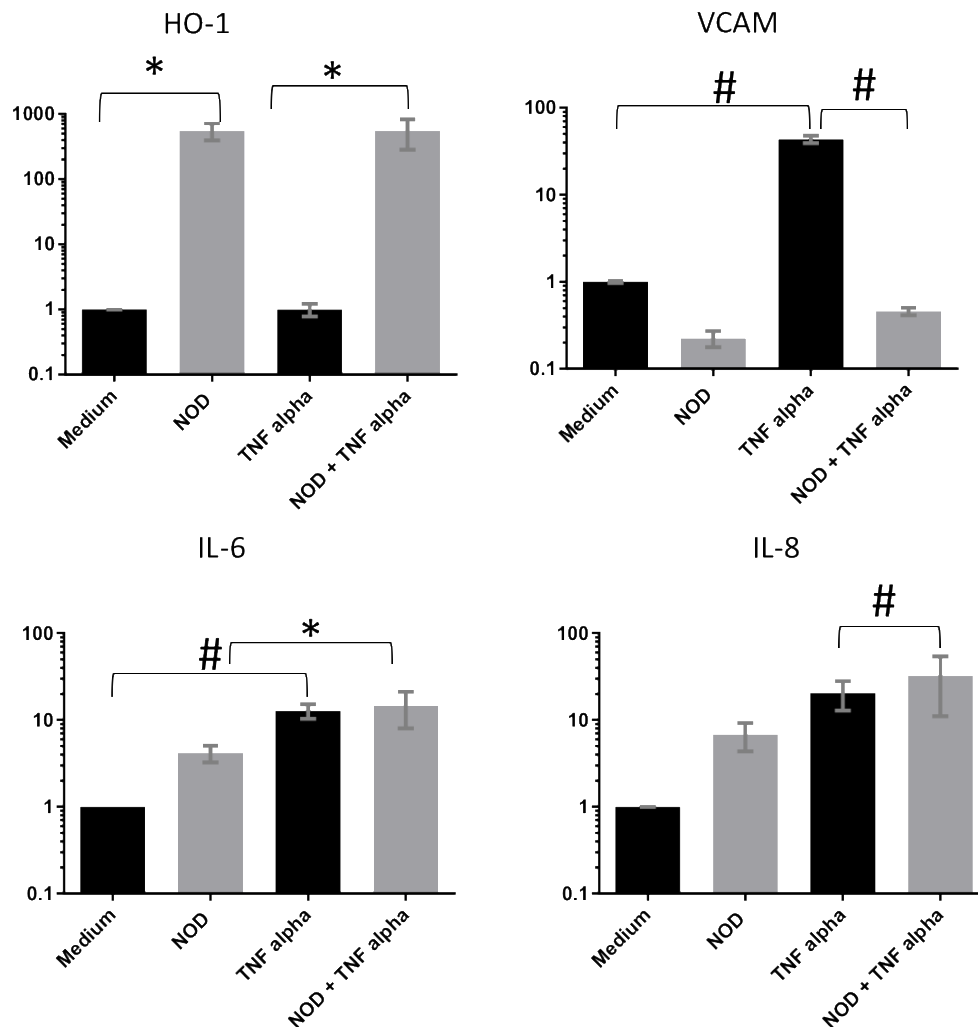 HO-1
*
*
1000
100
10
1
0.1
Medium
NOD
TNF alpha
NOD + TNF alpha
VCAM
#
#
100
10
1
0.1
Medium
NOD
TNF alpha
NOD + TNF alpha
IL-6
#
*
100
10
1
0.1
Medium
NOD
TNF alpha
NOD + TNF alpha
IL-8
#
100
10
1
0.1
Medium
NOD
TNF alpha
NOD + TNF alpha